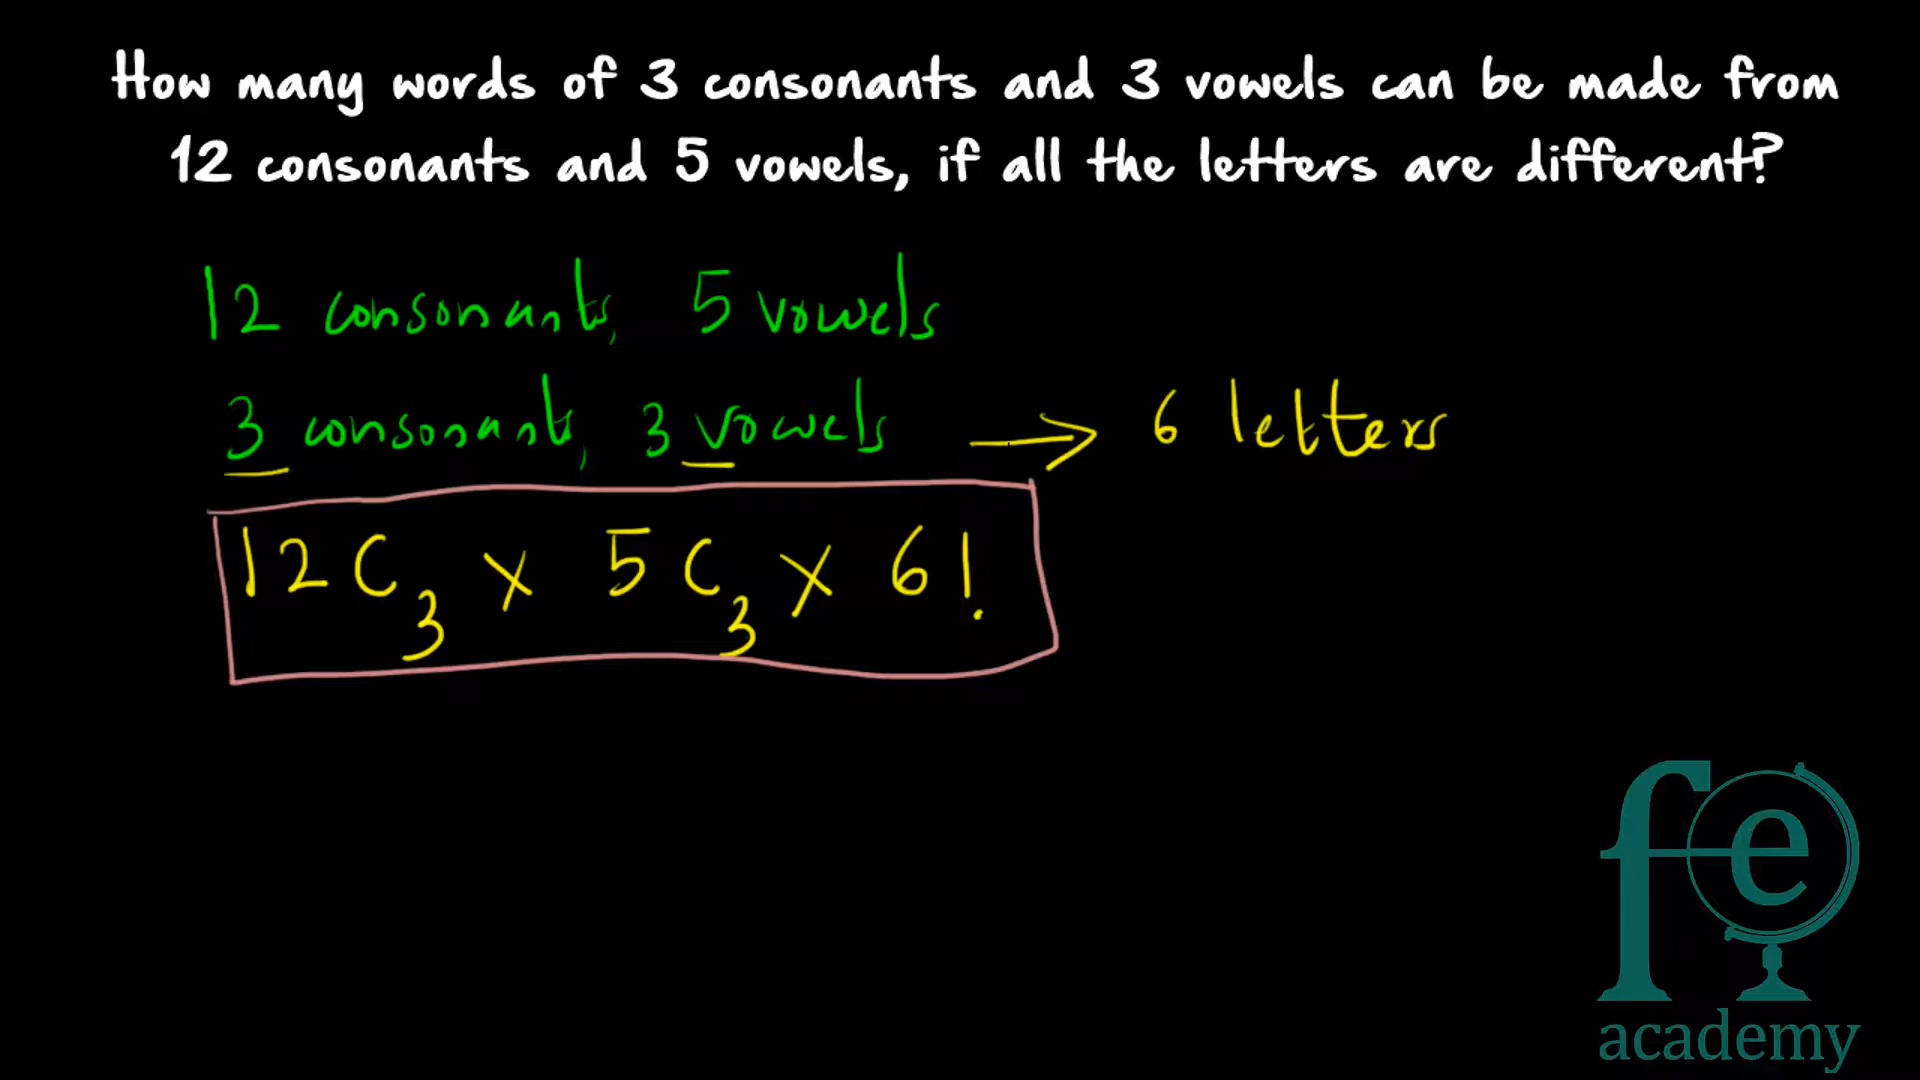 How many words of 3 consonants and 3 vowels can be made from
12 consonants and 5 vowels, if all the letters are different?
12 consonants, 5 vowels
3 consonants, 3 vowels → 6 letters
12C₃ × 5C₃ × 6!
fe
academy